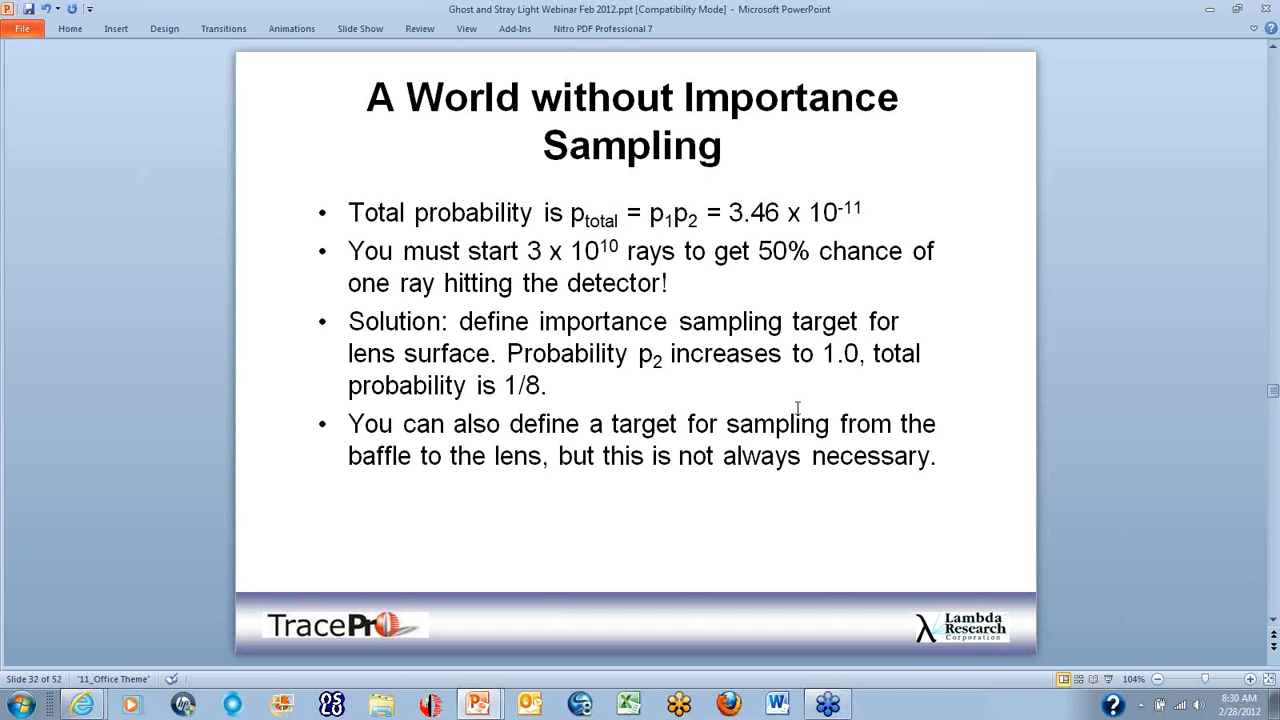 Ghost and Stray Light Webinar Feb 2012.ppt [Compatibility Mode] - Microsoft PowerPoint
File Home Insert Design Transitions Animations Slide Show Review View Add-Ins Nitro PDF Professional 7
A World without Importance
Sampling
• Total probability is p_total = p_1p_2 = 3.46 x 10^-11
• You must start 3 x 10^10 rays to get 50% chance of
one ray hitting the detector!
• Solution: define importance sampling target for
lens surface. Probability p_2 increases to 1.0, total
probability is 1/8.
• You can also define a target for sampling from the
baffle to the lens, but this is not always necessary.
TracePro
Lambda
Research
Corporation
Slide 32 of 52 "11_Office Theme" 104%
8:30 AM
2/28/2012